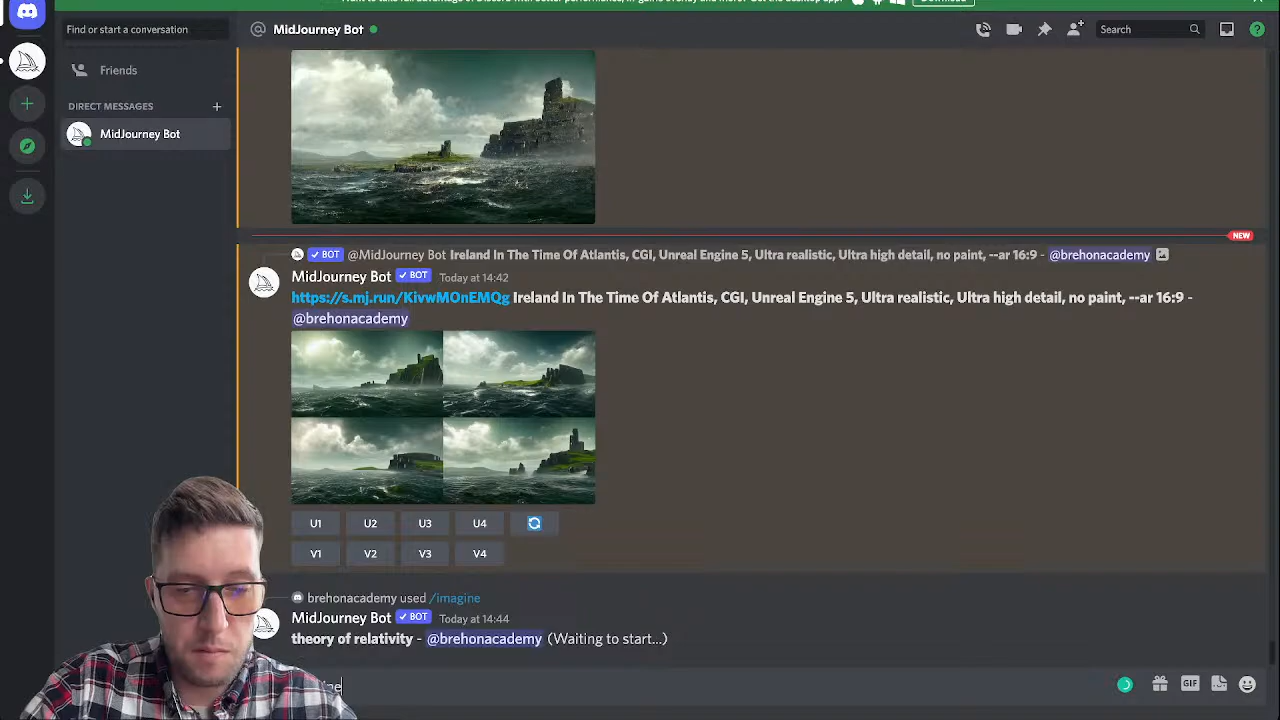 Find or start a conversation
MidJourney Bot
Search
Friends
DIRECT MESSAGES
MidJourney Bot
NEW
BOT @MidJourney Bot Ireland In The Time Of Atlantis, CGI, Unreal Engine 5, Ultra realistic, Ultra high detail, no paint, --ar 16:9 - @brehonacademy
MidJourney Bot BOT Today at 14:42
https://s.mj.run/KivwMOnEMQg Ireland In The Time Of Atlantis, CGI, Unreal Engine 5, Ultra realistic, Ultra high detail, no paint, --ar 16:9 -
@brehonacademy
U1 U2 U3 U4
V1 V2 V3 V4
brehonacademy used /imagine
MidJourney Bot BOT Today at 14:44
theory of relativity - @brehonacademy (Waiting to start...)
GIF